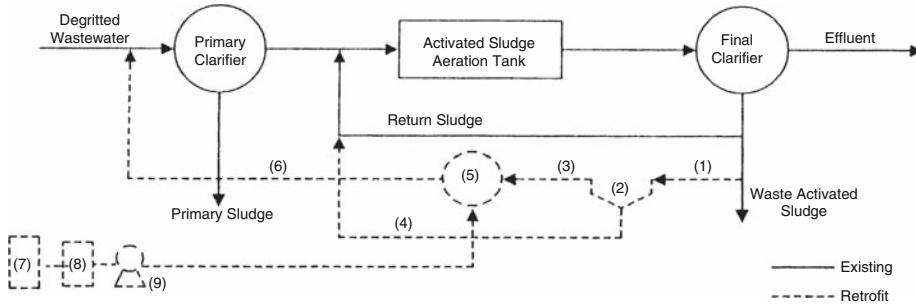 Degritted
Wastewater
Primary
Clarifier
Activated Sludge
Aeration Tank
Final
Clarifier
Effluent
Return Sludge
(6)
(5)
(3)
(2)
(1)
Primary Sludge
(4)
Waste Activated
Sludge
(7)
(8)
(9)
Existing
Retrofit